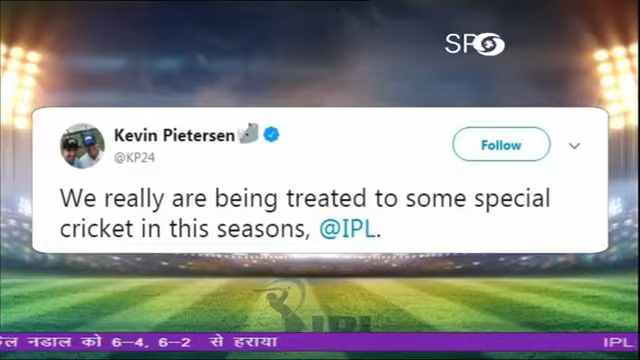 SP
Kevin Pietersen
@KP24
Follow
We really are being treated to some special
cricket in this seasons, @IPL.
IPL
नडाल को 6-4, 6-2 से हराया
IPL